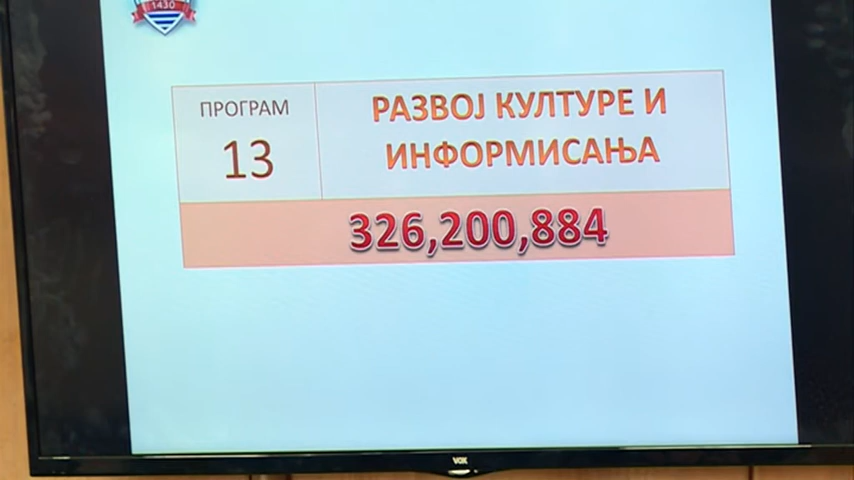 1430
ПРОГРАМ
13
РАЗВОЈ КУЛТУРЕ И
ИНФОРМИСАЊА
326,200,884
VOX